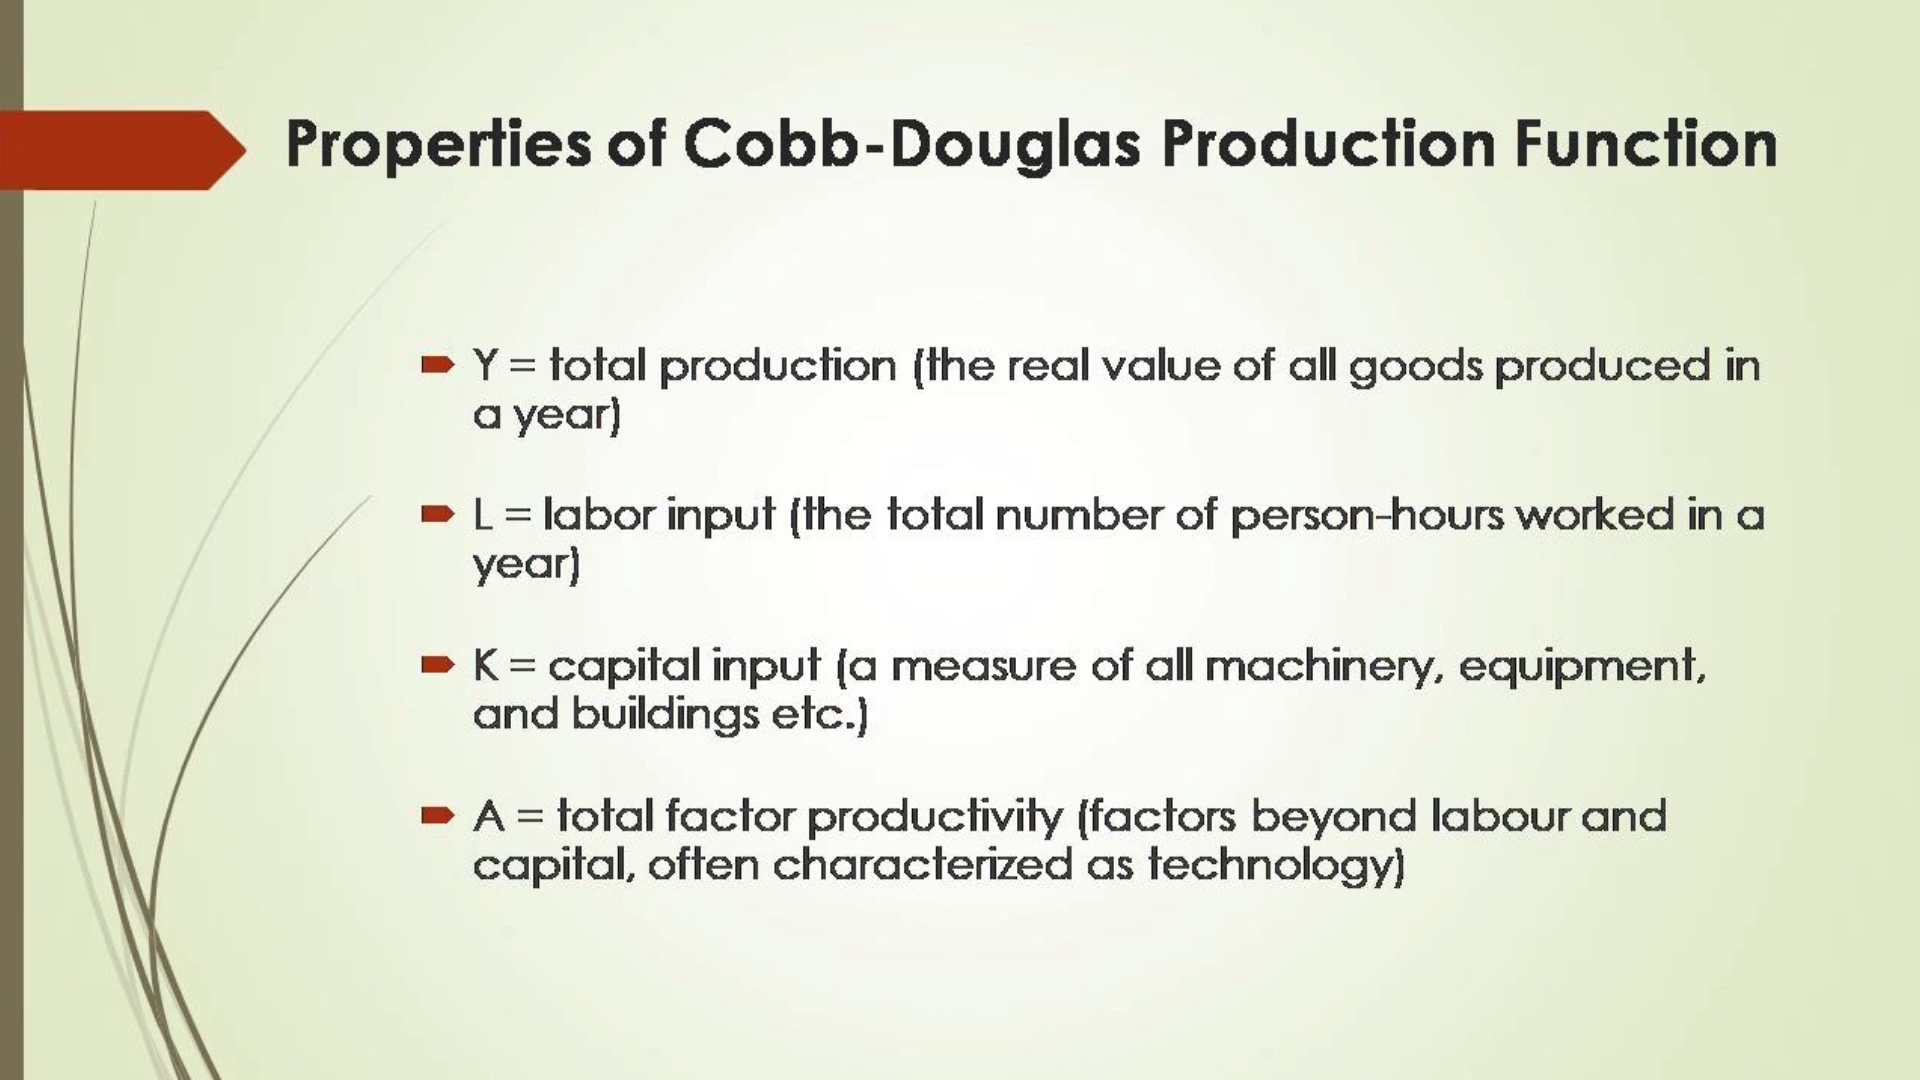 Properties of Cobb-Douglas Production Function
Y = total production (the real value of all goods produced in
a year)
L = labor input (the total number of person-hours worked in a
year)
K = capital input (a measure of all machinery, equipment,
and buildings etc.)
A = total factor productivity (factors beyond labour and
capital, often characterized as technology)